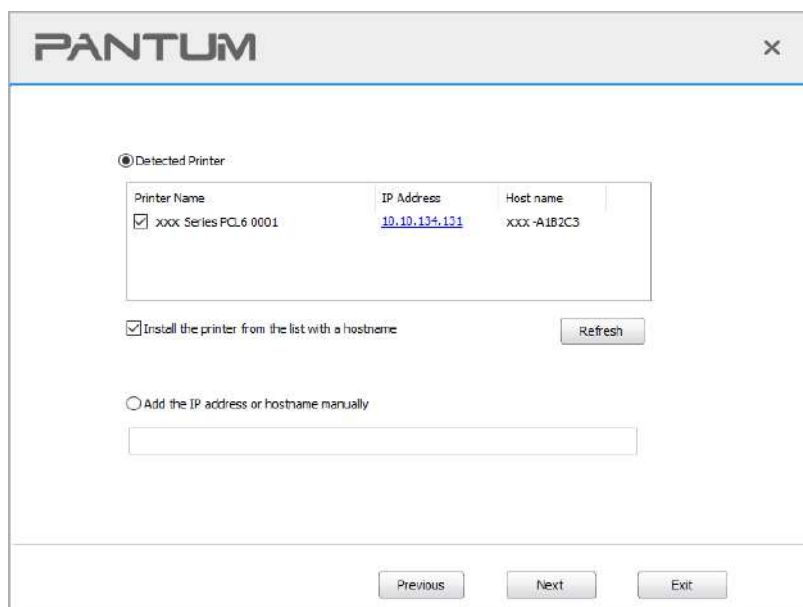 PANTUM
Detected Printer
Printer Name IP Address Host name
XXX Series PCL6 0001 10.10.134.131 XXX -A1B2C3
Install the printer from the list with a hostname Refresh
Add the IP address or hostname manually
Previous Next Exit